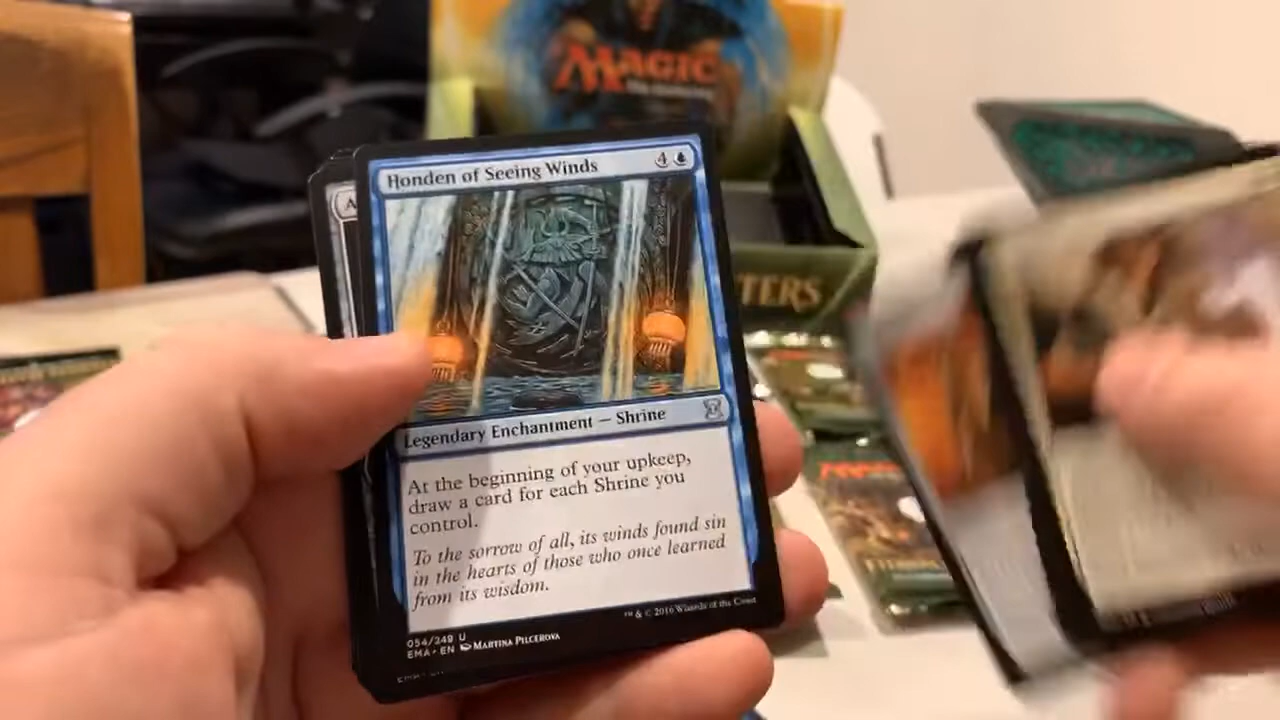 MAGIC
TERS
Honden of Seeing Winds 4
A
Legendary Enchantment — Shrine
At the beginning of your upkeep,
draw a card for each Shrine you
control.
To the sorrow of all, its winds found sin
in the hearts of those who once learned
from its wisdom.
™ & © 2016 Wizards of the Coast
054/249 U
EMA • EN MARTINA PILCEROVA